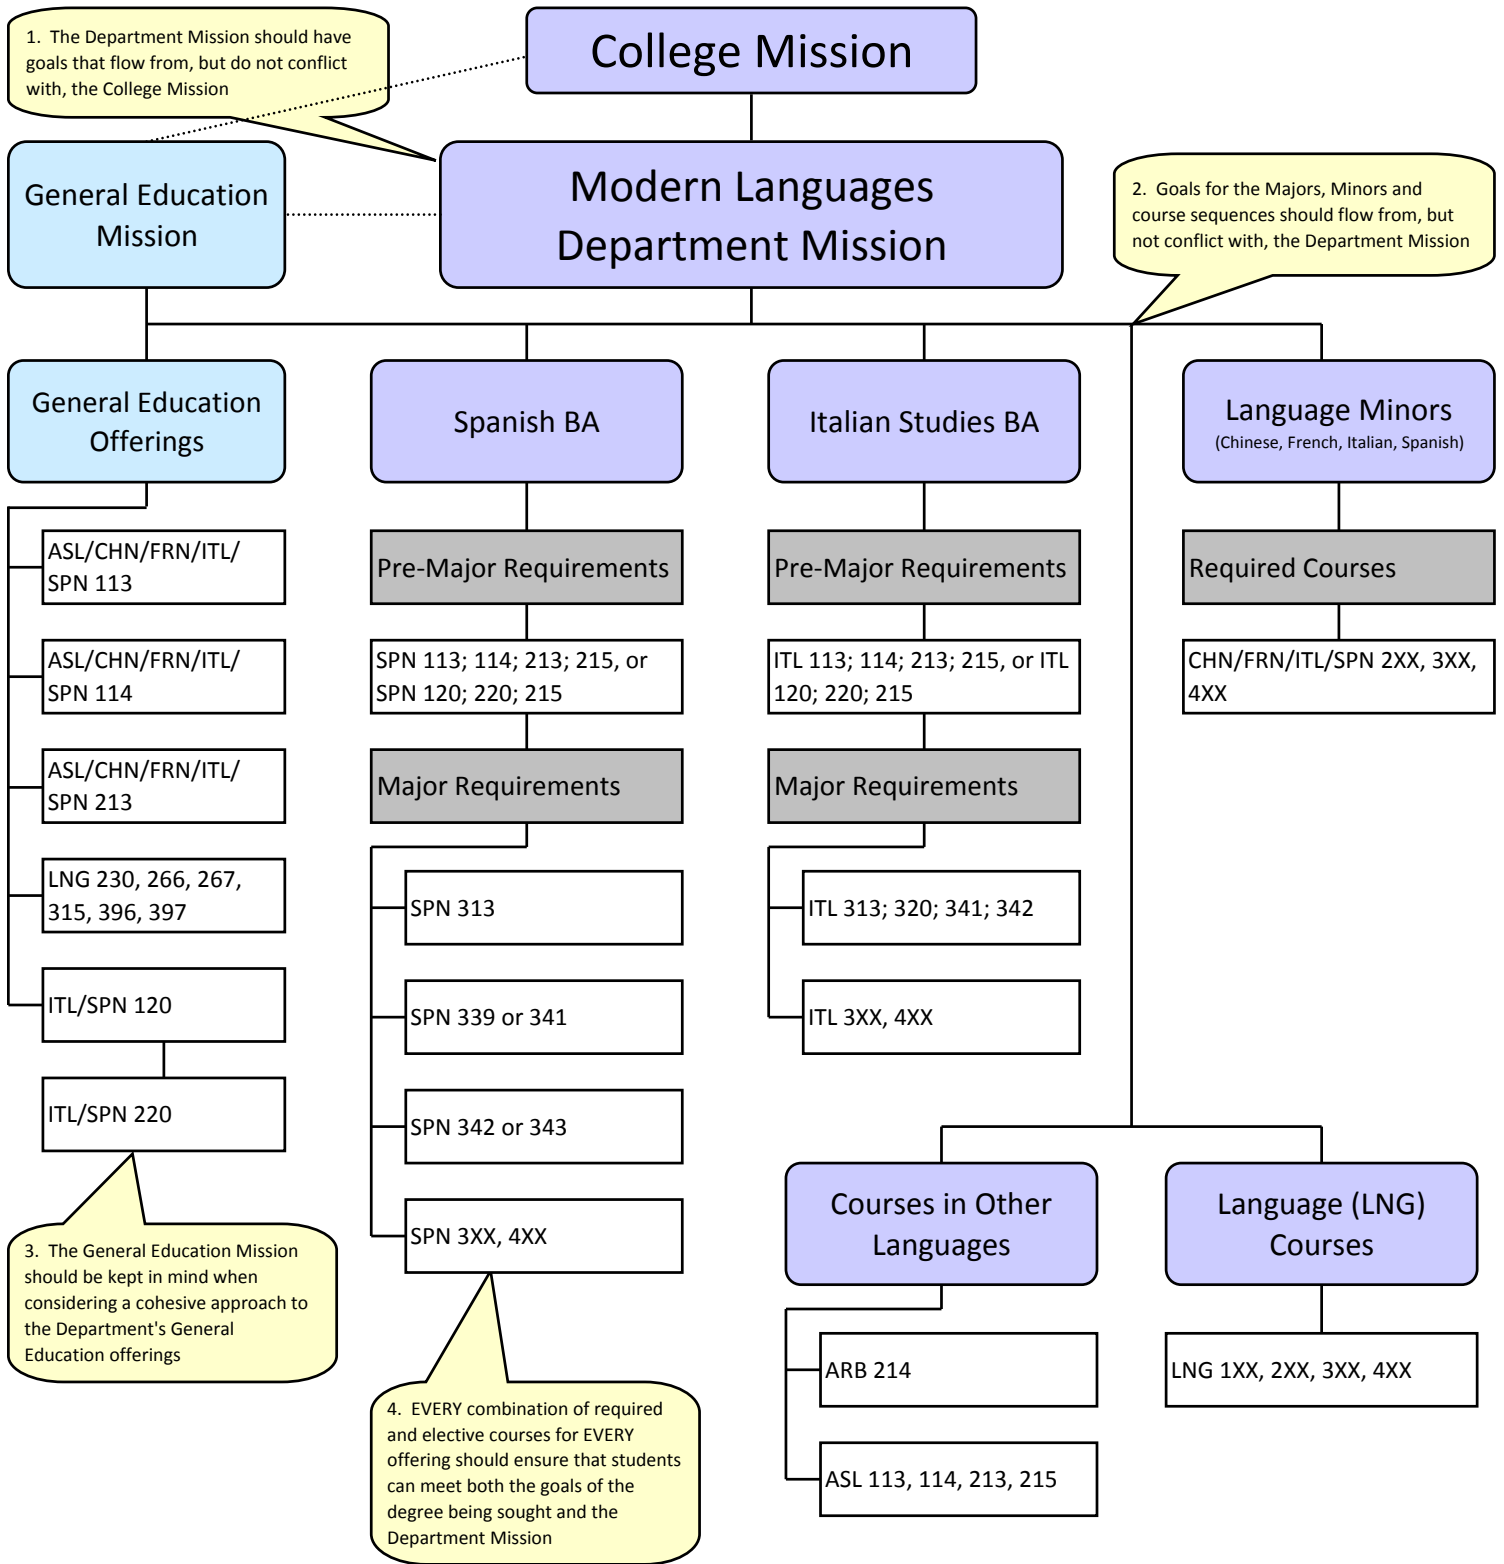 1.  The Department Mission should have
goals that flow from, but do not conflict
with, the College Mission
College Mission
General Education
Mission
Modern Languages
Department Mission
2.  Goals for the Majors, Minors and
course sequences should flow from, but
not conflict with, the Department Mission
General Education
Offerings
Spanish BA
Italian Studies BA
Language Minors
(Chinese, French, Italian, Spanish)
ASL/CHN/FRN/ITL/
SPN 113
Pre-Major Requirements
Pre-Major Requirements
Required Courses
ASL/CHN/FRN/ITL/
SPN 114
SPN 113; 114; 213; 215, or
SPN 120; 220; 215
ITL 113; 114; 213; 215, or ITL
120; 220; 215
CHN/FRN/ITL/SPN 2XX, 3XX,
4XX
ASL/CHN/FRN/ITL/
SPN 213
Major Requirements
Major Requirements
LNG 230, 266, 267,
315, 396, 397
SPN 313
ITL 313; 320; 341; 342
ITL/SPN 120
SPN 339 or 341
ITL 3XX, 4XX
ITL/SPN 220
SPN 342 or 343
SPN 3XX, 4XX
Courses in Other
Languages
Language (LNG)
Courses
3.  The General Education Mission
should be kept in mind when
considering a cohesive approach to
the Department's General
Education offerings
ARB 214
LNG 1XX, 2XX, 3XX, 4XX
4.  EVERY combination of required
and elective courses for EVERY
offering should ensure that students
can meet both the goals of the
degree being sought and the
Department Mission
ASL 113, 114, 213, 215